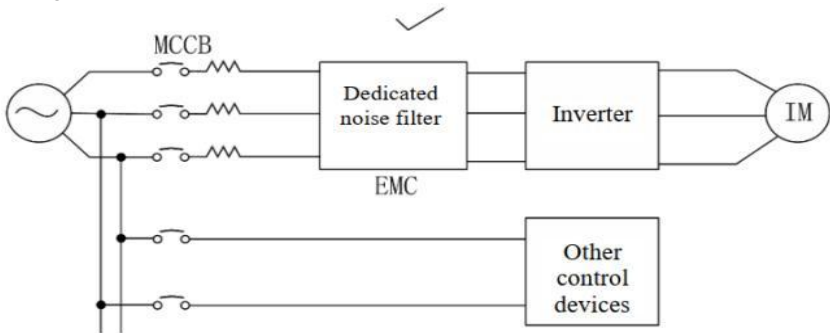 MCCB
Dedicated
noise filter
EMC
Inverter
IM
Other
control
devices